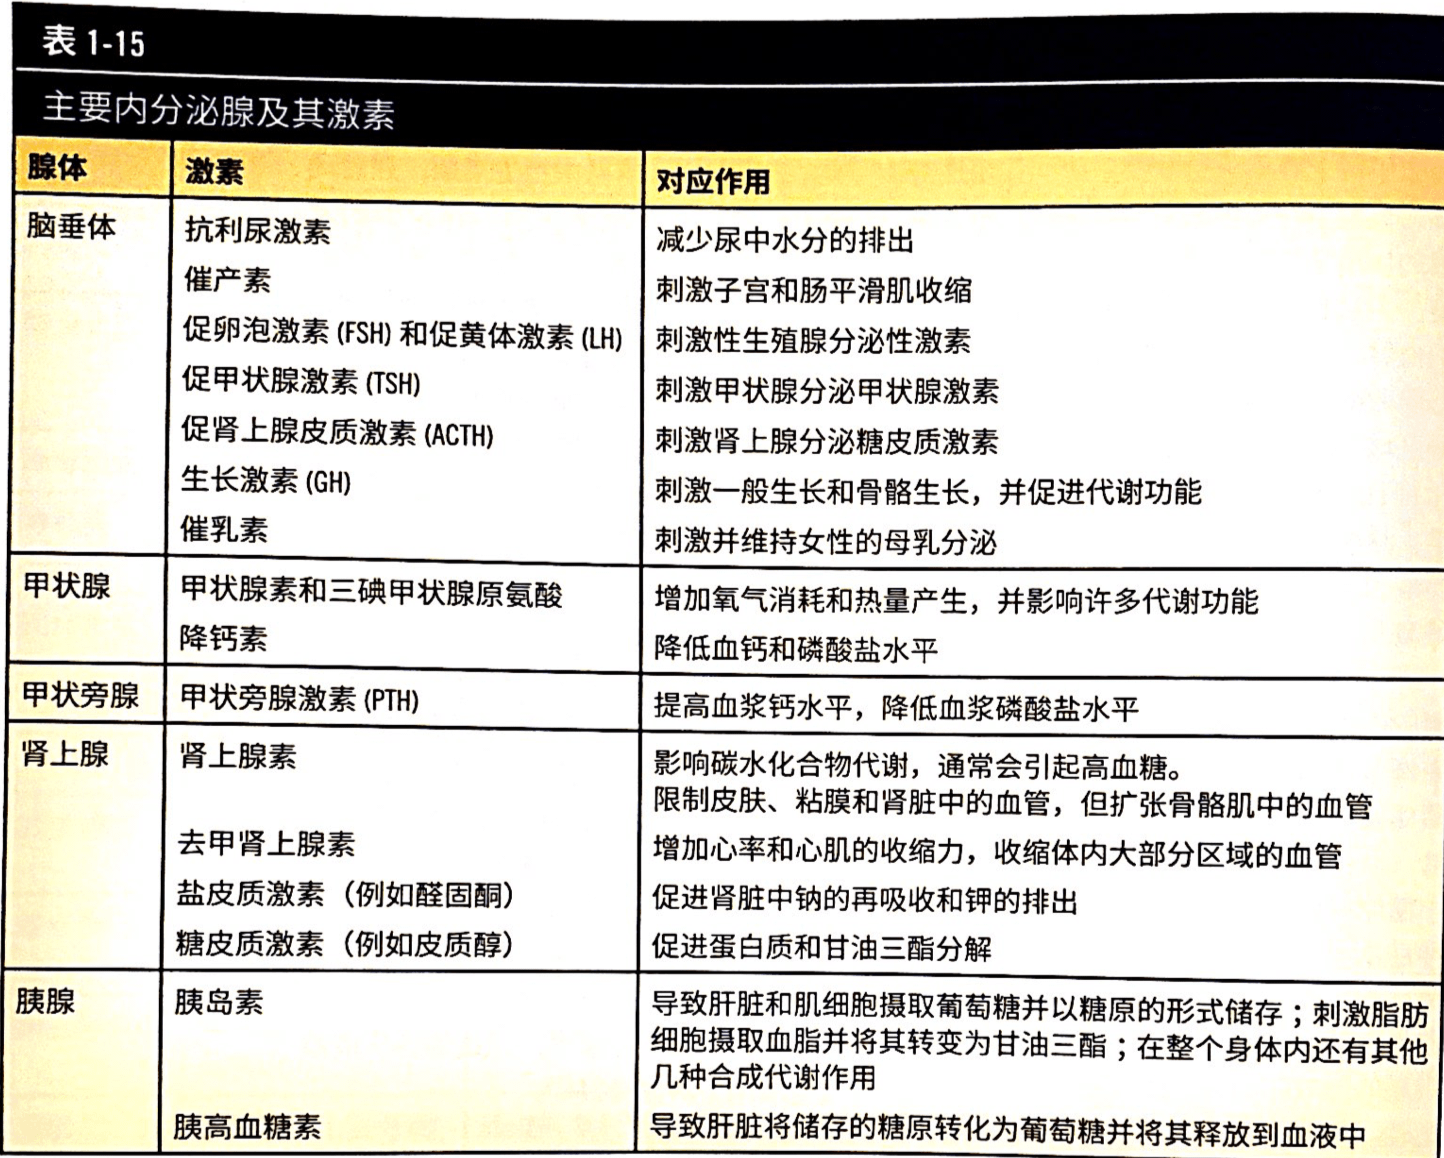 表 1-15
主要内分泌腺及其激素
腺体 激素 对应作用
脑垂体 抗利尿激素 减少尿中水分的排出
催产素 刺激子宫和肠平滑肌收缩
促卵泡激素 (FSH) 和促黄体激素 (LH) 刺激性生殖腺分泌性激素
促甲状腺激素 (TSH) 刺激甲状腺分泌甲状腺激素
促肾上腺皮质激素 (ACTH) 刺激肾上腺分泌糖皮质激素
生长激素 (GH) 刺激一般生长和骨骼生长，并促进代谢功能
催乳素 刺激并维持女性的母乳分泌
甲状腺 甲状腺素和三碘甲状腺原氨酸 增加氧气消耗和热量产生，并影响许多代谢功能
降钙素 降低血钙和磷酸盐水平
甲状旁腺 甲状旁腺激素 (PTH) 提高血浆钙水平，降低血浆磷酸盐水平
肾上腺 肾上腺素 影响碳水化合物代谢，通常会引起高血糖。
限制皮肤、粘膜和肾脏中的血管，但扩张骨骼肌中的血管
去甲肾上腺素 增加心率和心肌的收缩力，收缩体内大部分区域的血管
盐皮质激素（例如醛固酮） 促进肾脏中钠的再吸收和钾的排出
糖皮质激素（例如皮质醇） 促进蛋白质和甘油三酯分解
胰腺 胰岛素 导致肝脏和肌细胞摄取葡萄糖并以糖原的形式储存；刺激脂肪
细胞摄取血脂并将其转变为甘油三酯；在整个身体内还有其他
几种合成代谢作用
胰高血糖素 导致肝脏将储存的糖原转化为葡萄糖并将其释放到血液中